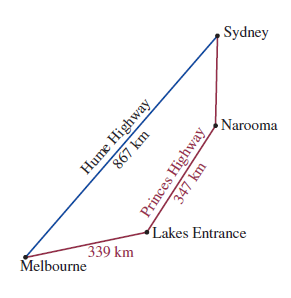 Sydney
Hume Highway
867 km
Narooma
Princes Highway
347 km
Lakes Entrance
339 km
Melbourne